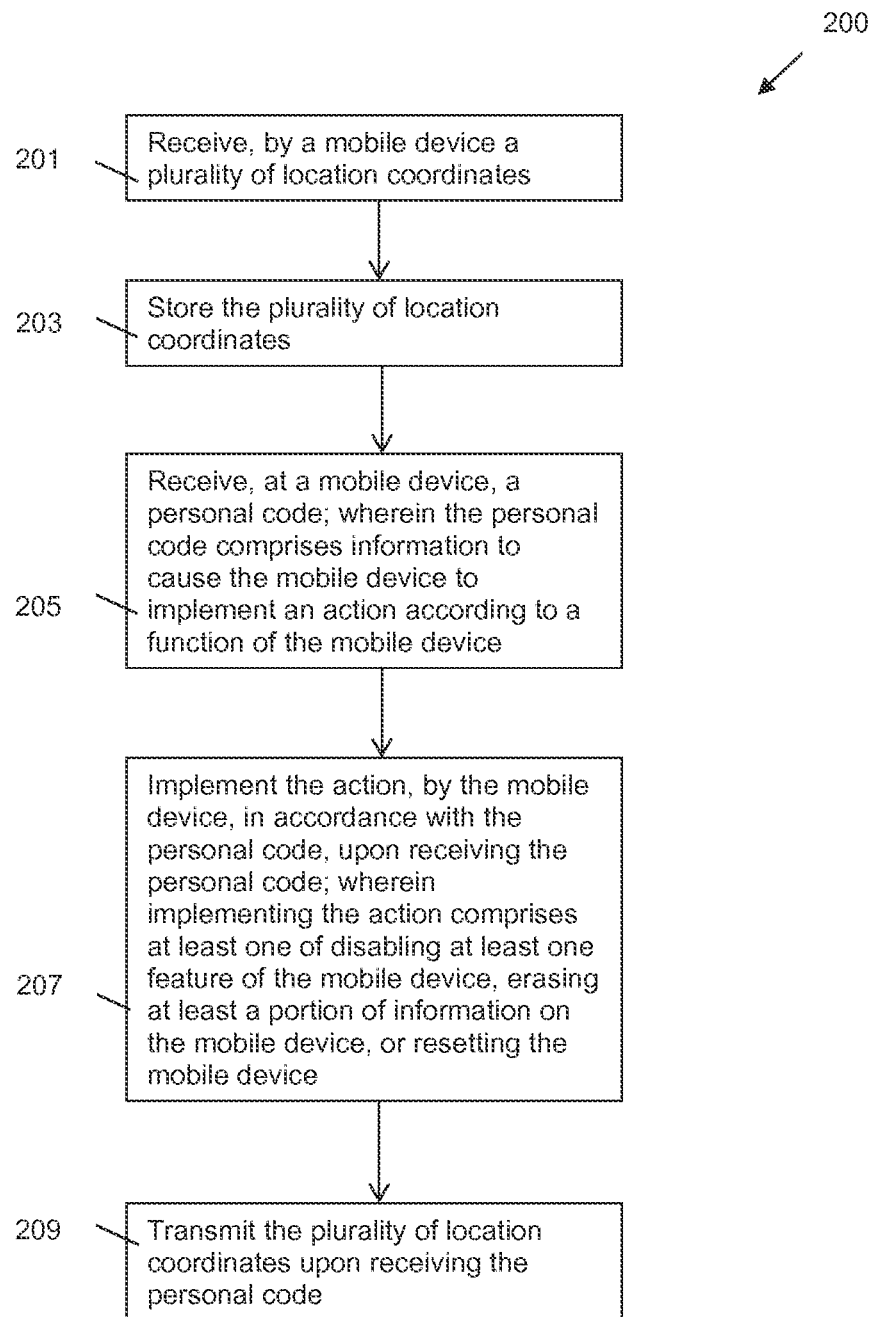 200
201
Receive, by a mobile device a
plurality of location coordinates
203
Store the plurality of location
coordinates
205
Receive, at a mobile device, a
personal code; wherein the personal
code comprises information to
cause the mobile device to
implement an action according to a
function of the mobile device
207
Implement the action, by the mobile
device, in accordance with the
personal code, upon receiving the
personal code; wherein
implementing the action comprises
at least one of disabling at least one
feature of the mobile device, erasing
at least a portion of information on
the mobile device, or resetting the
mobile device
209
Transmit the plurality of location
coordinates upon receiving the
personal code